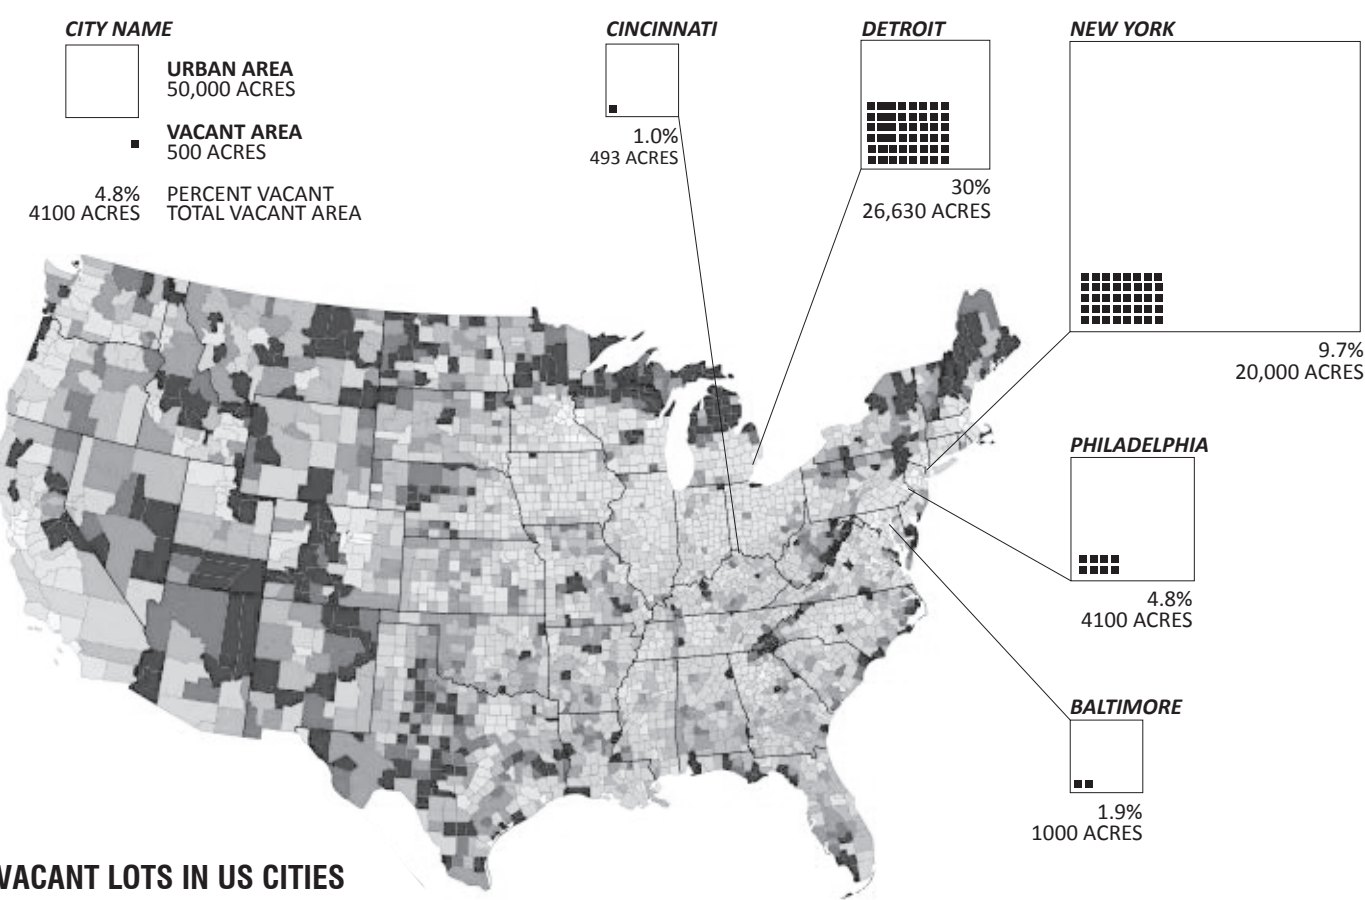 CITY NAME
URBAN AREA
50,000 ACRES
VACANT AREA
500 ACRES
4.8% PERCENT VACANT
4100 ACRES TOTAL VACANT AREA
CINCINNATI
1.0%
493 ACRES
DETROIT
30%
26,630 ACRES
NEW YORK
9.7%
20,000 ACRES
PHILADELPHIA
4.8%
4100 ACRES
BALTIMORE
1.9%
1000 ACRES
VACANT LOTS IN US CITIES